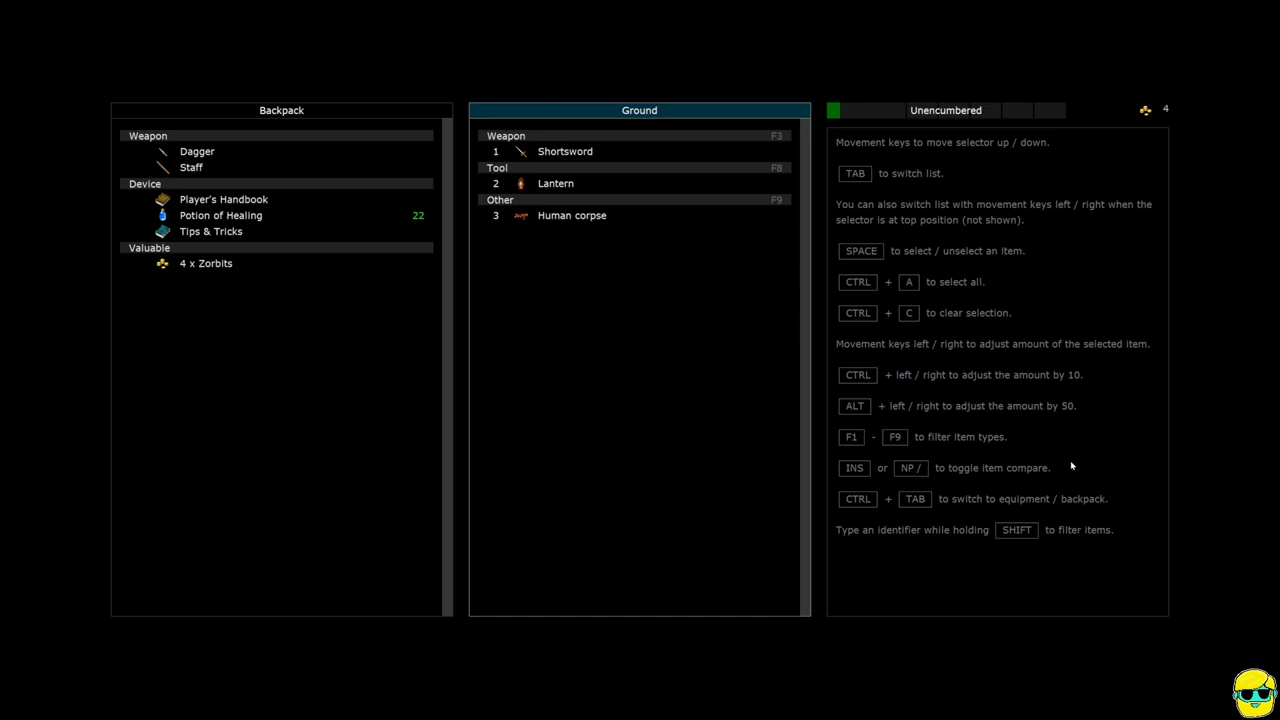 Backpack
Weapon
Dagger
Staff
Device
Player's Handbook
Potion of Healing 22
Tips & Tricks
Valuable
4 x Zorbits
Ground
Weapon F3
1 Shortsword
Tool F8
2 Lantern
Other F9
3 Human corpse
Unencumbered 4
Movement keys to move selector up / down.
TAB to switch list.
You can also switch list with movement keys left / right when the
selector is at top position (not shown).
SPACE to select / unselect an item.
CTRL + A to select all.
CTRL + C to clear selection.
Movement keys left / right to adjust amount of the selected item.
CTRL + left / right to adjust the amount by 10.
ALT + left / right to adjust the amount by 50.
F1 - F9 to filter item types.
INS or NP / to toggle item compare.
CTRL + TAB to switch to equipment / backpack.
Type an identifier while holding SHIFT to filter items.